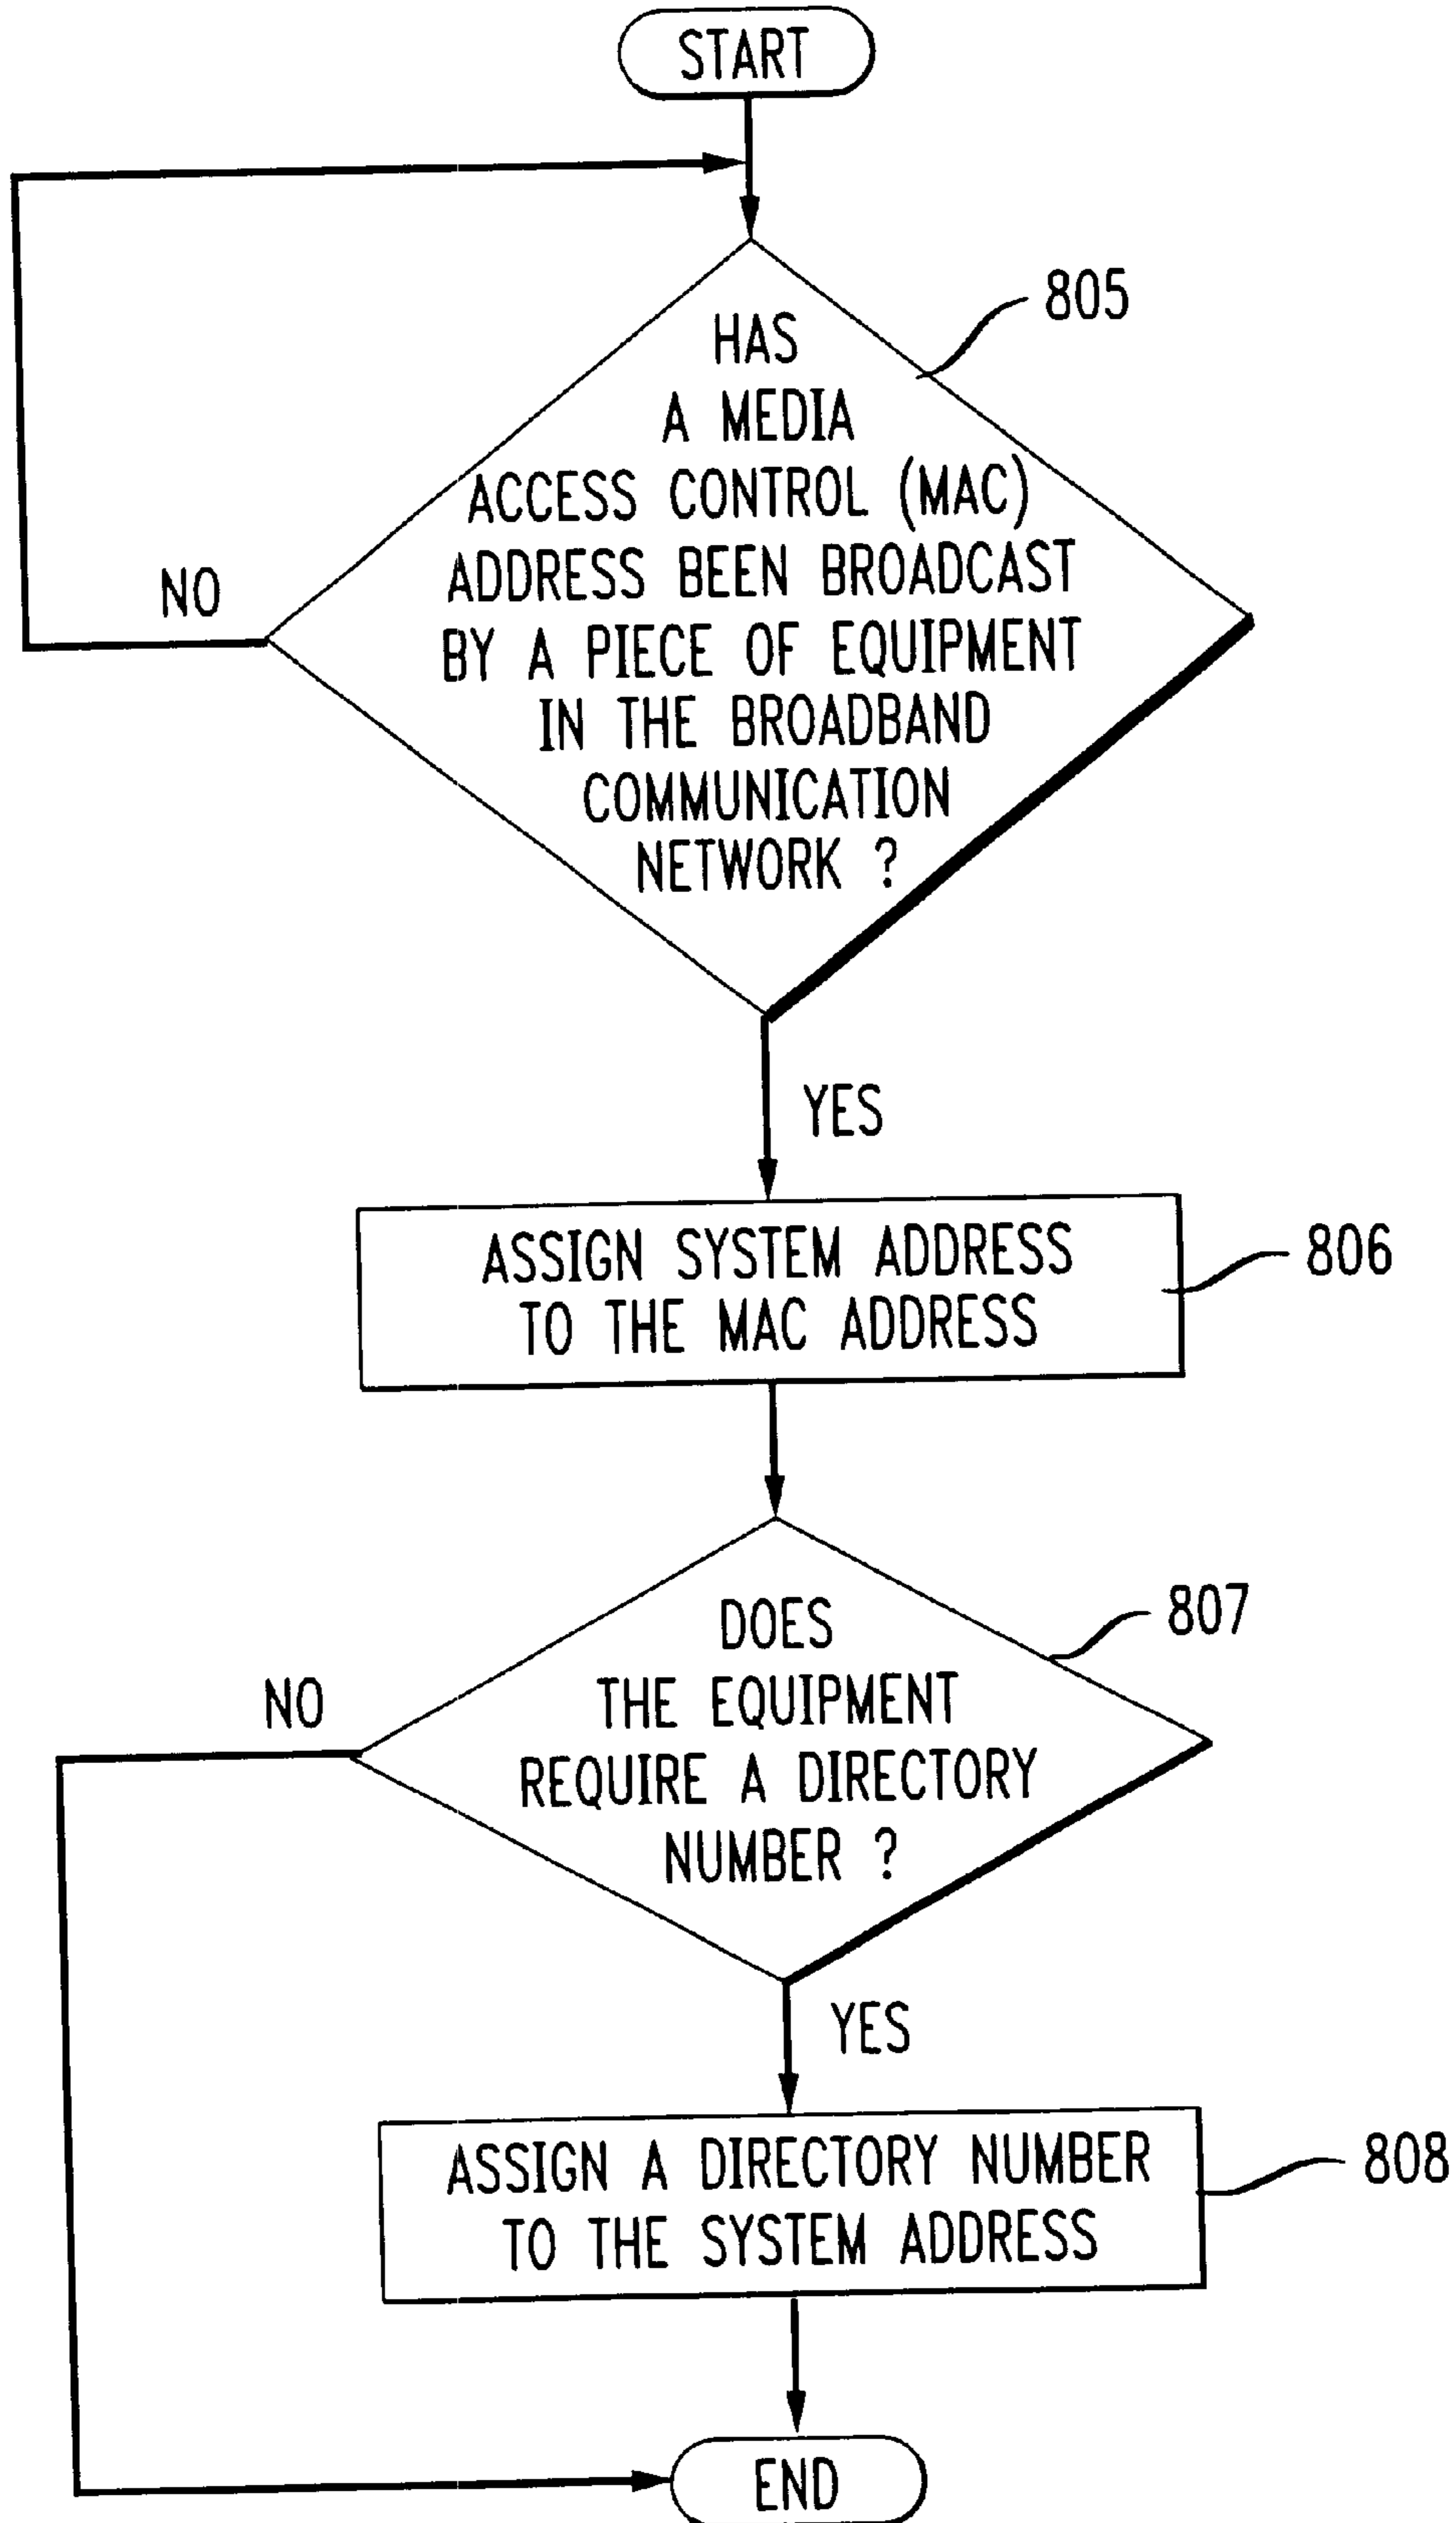 START
805
HAS
A MEDIA
ACCESS CONTROL (MAC)
ADDRESS BEEN BROADCAST
BY A PIECE OF EQUIPMENT
IN THE BROADBAND
COMMUNICATION
NETWORK ?
NO
YES
ASSIGN SYSTEM ADDRESS
TO THE MAC ADDRESS
806
DOES
THE EQUIPMENT
REQUIRE A DIRECTORY
NUMBER ?
807
NO
YES
ASSIGN A DIRECTORY NUMBER
TO THE SYSTEM ADDRESS
808
END